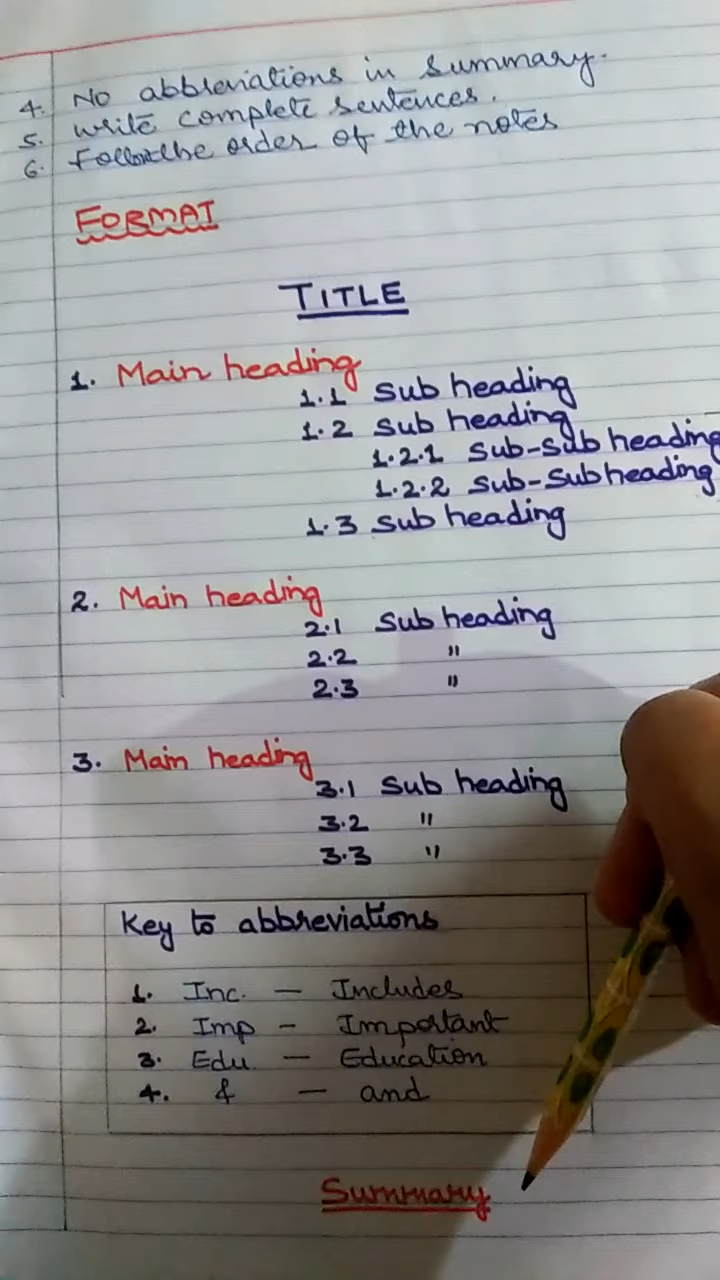 4. No abbreviations in summary.
5. Write complete sentences.
6. Follow the order of the notes
FORMAT
TITLE
1. Main heading
1.1 Sub heading
1.2 Sub heading
1.2.1 Sub-sub heading
1.2.2 Sub-Subheading
1.3 Sub heading
2. Main heading
2.1 Sub heading
2.2 "
2.3 "
3. Main heading
3.1 Sub heading
3.2 "
3.3 "
Key to abbreviations
1. Inc. - Includes
2. Imp - Important
3. Edu - Education
4. & - and
Summary